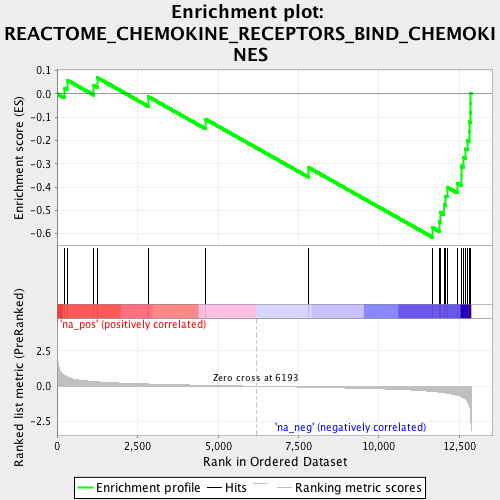 Enrichment plot:
REACTOME_CHEMOKINE_RECEPTORS_BIND_CHEMOKI
NES
Enrichment score (ES)
0.1
0.0
-0.1
-0.2
-0.3
-0.4
-0.5
-0.6
'na_pos' (positively correlated)
Ranked list metric (PreRanked)
2.5
0.0
-2.5
Zero cross at 6193
'na_neg' (negatively correlated)
0
2,500
5,000
7,500
10,000
12,500
Rank in Ordered Dataset
Enrichment profile
Hits
Ranking metric scores